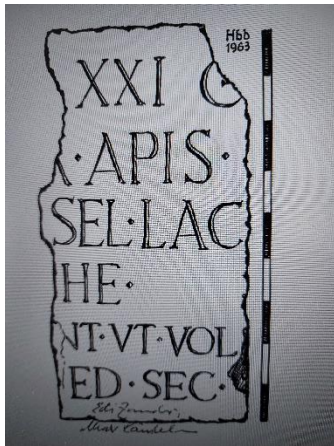 Hbb
1963
XXI C
· APIS ·
SEL · LAC
HE ·
NT · VT · VOL
ED · SEC ·